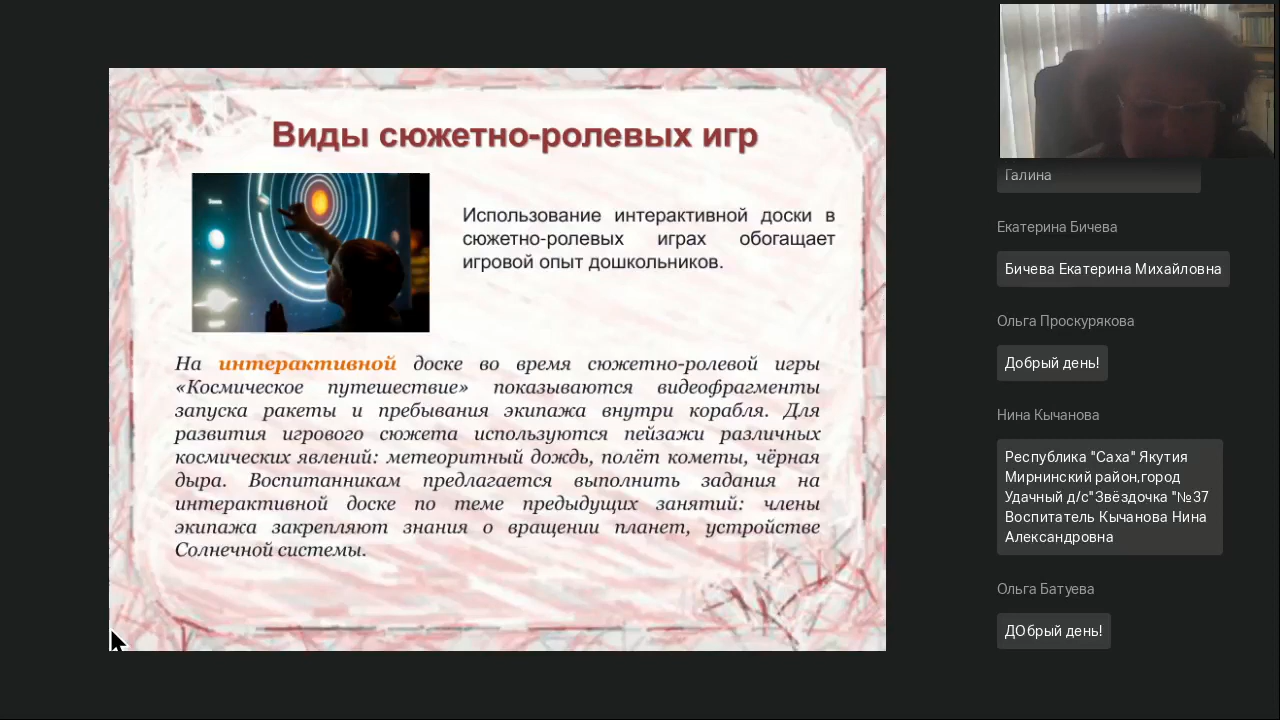 Виды сюжетно-ролевых игр
Использование интерактивной доски в
сюжетно-ролевых играх обогащает
игровой опыт дошкольников.
На интерактивной доске во время сюжетно-ролевой игры
«Космическое путешествие» показываются видеофрагменты
запуска ракеты и пребывания экипажа внутри корабля. Для
развития игрового сюжета используются пейзажи различных
космических явлений: метеоритный дождь, полёт кометы, чёрная
дыра. Воспитанникам предлагается выполнить задания на
интерактивной доске по теме предыдущих занятий: члены
экипажа закрепляют знания о вращении планет, устройстве
Солнечной системы.
Галина
Екатерина Бичева
Бичева Екатерина Михайловна
Ольга Проскурякова
Добрый день!
Нина Кычанова
Республика "Саха" Якутия
Мирнинский район,город
Удачный д/с"Звёздочка "№37
Воспитатель Кычанова Нина
Александровна
Ольга Батуева
ДОбрый день!